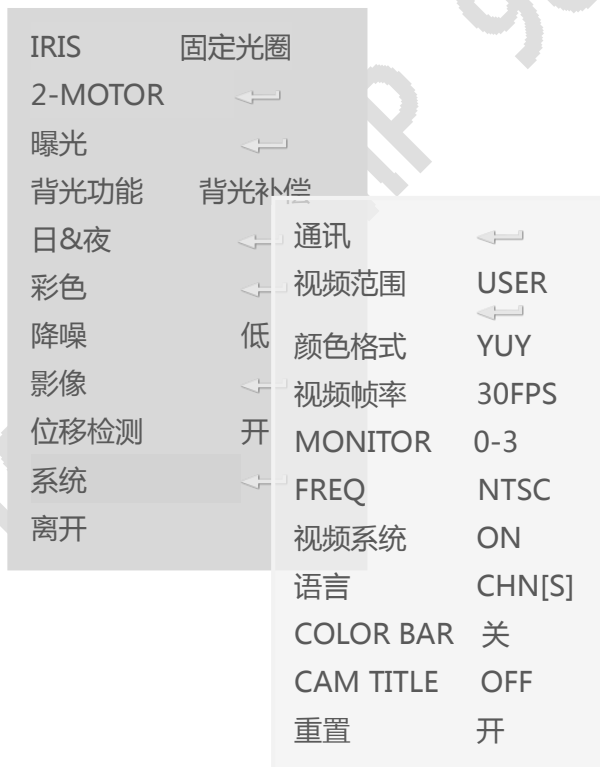 IRIS 固定光圈
2-MOTOR
曝光
背光功能 背光补偿
日&夜
彩色
降噪 低
影像
位移检测 开
系统
离开
通讯
视频范围 USER
颜色格式 YUY
视频帧率 30FPS
MONITOR 0-3
FREQ NTSC
视频系统 ON
语言 CHN[S]
COLOR BAR 关
CAM TITLE OFF
重置 开